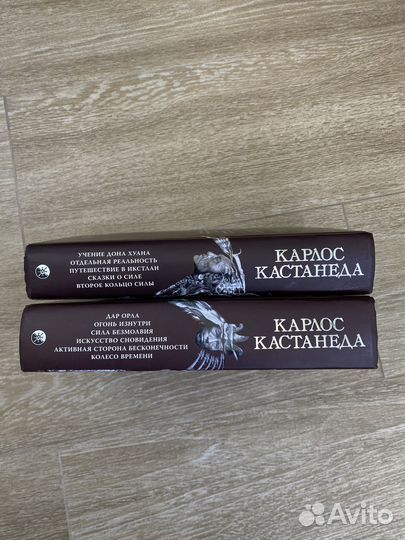 УЧЕНИЕ ДОНА ХУАНА
ОТДЕЛЬНАЯ РЕАЛЬНОСТЬ
ПУТЕШЕСТВИЕ В ИКСТЛАН
СКАЗКИ О СИЛЕ
ВТОРОЕ КОЛЬЦО СИЛЫ
КАРЛОС
КАСТАНЕДА
ДАР ОРЛА
ОГОНЬ ИЗНУТРИ
СИЛА БЕЗМОЛВИЯ
ИСКУССТВО СНОВИДЕНИЯ
АКТИВНАЯ СТОРОНА БЕСКОНЕЧНОСТИ
КОЛЕСО ВРЕМЕНИ
КАРЛОС
КАСТАНЕДА
Avito